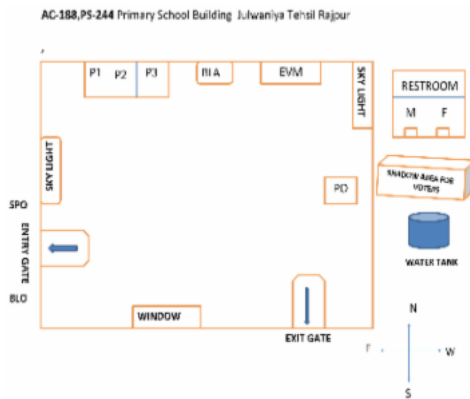 AC-188,PS-244 Primary School Building Julwaniya Tehsil Rajpur
P1 P2 P3
BLA
EVM
SKY LIGHT
RESTROOM
M F
SKY LIGHT
SHADOW AREA FOR
VOTERS
PO
SPO
ENTRY GATE
WATER TANK
BLO
WINDOW
EXIT GATE
N
W
S